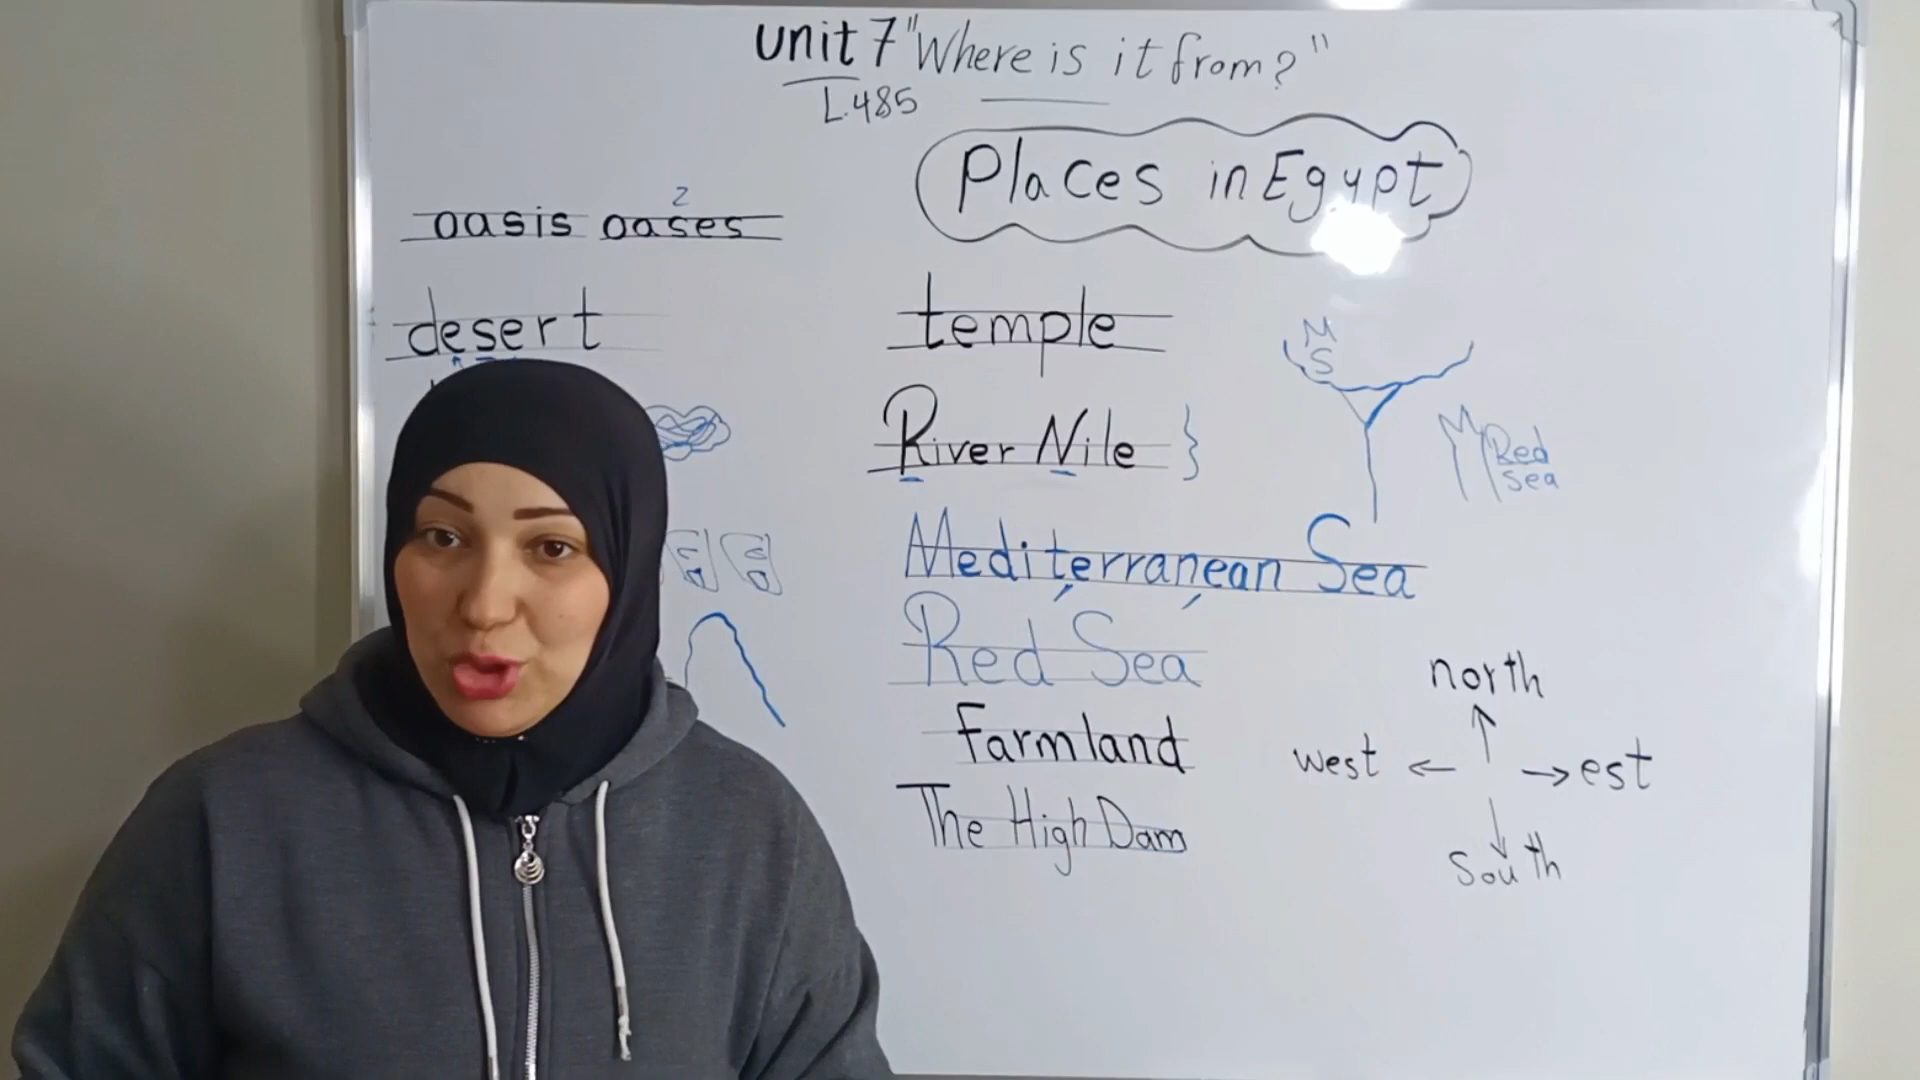 unit 7 "Where is it from?"
L.4&5
Places in Egypt
2
oasis oases
desert
temple
River Nile
Mediterranean Sea
Red Sea
Farmland
The High Dam
M
S
Red
Sea
north
west
est
south